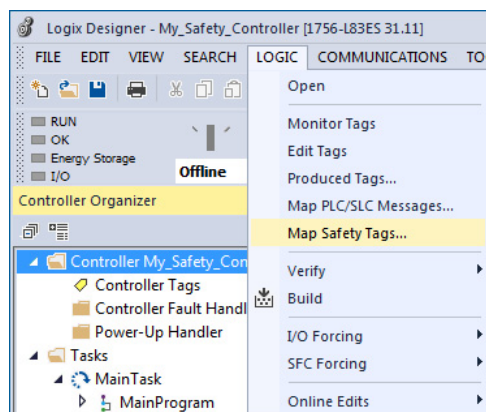 Logix Designer - My_Safety_Controller [1756-L83ES 31.11]
FILE EDIT VIEW SEARCH LOGIC COMMUNICATIONS
RUN
OK
Energy Storage
I/O
Offline
Controller Organizer
Controller My_Safety_Con
Controller Tags
Controller Fault Handl
Power-Up Handler
Tasks
MainTask
MainProgram
Open
Monitor Tags
Edit Tags
Produced Tags...
Map PLC/SLC Messages...
Map Safety Tags...
Verify
Build
I/O Forcing
SFC Forcing
Online Edits